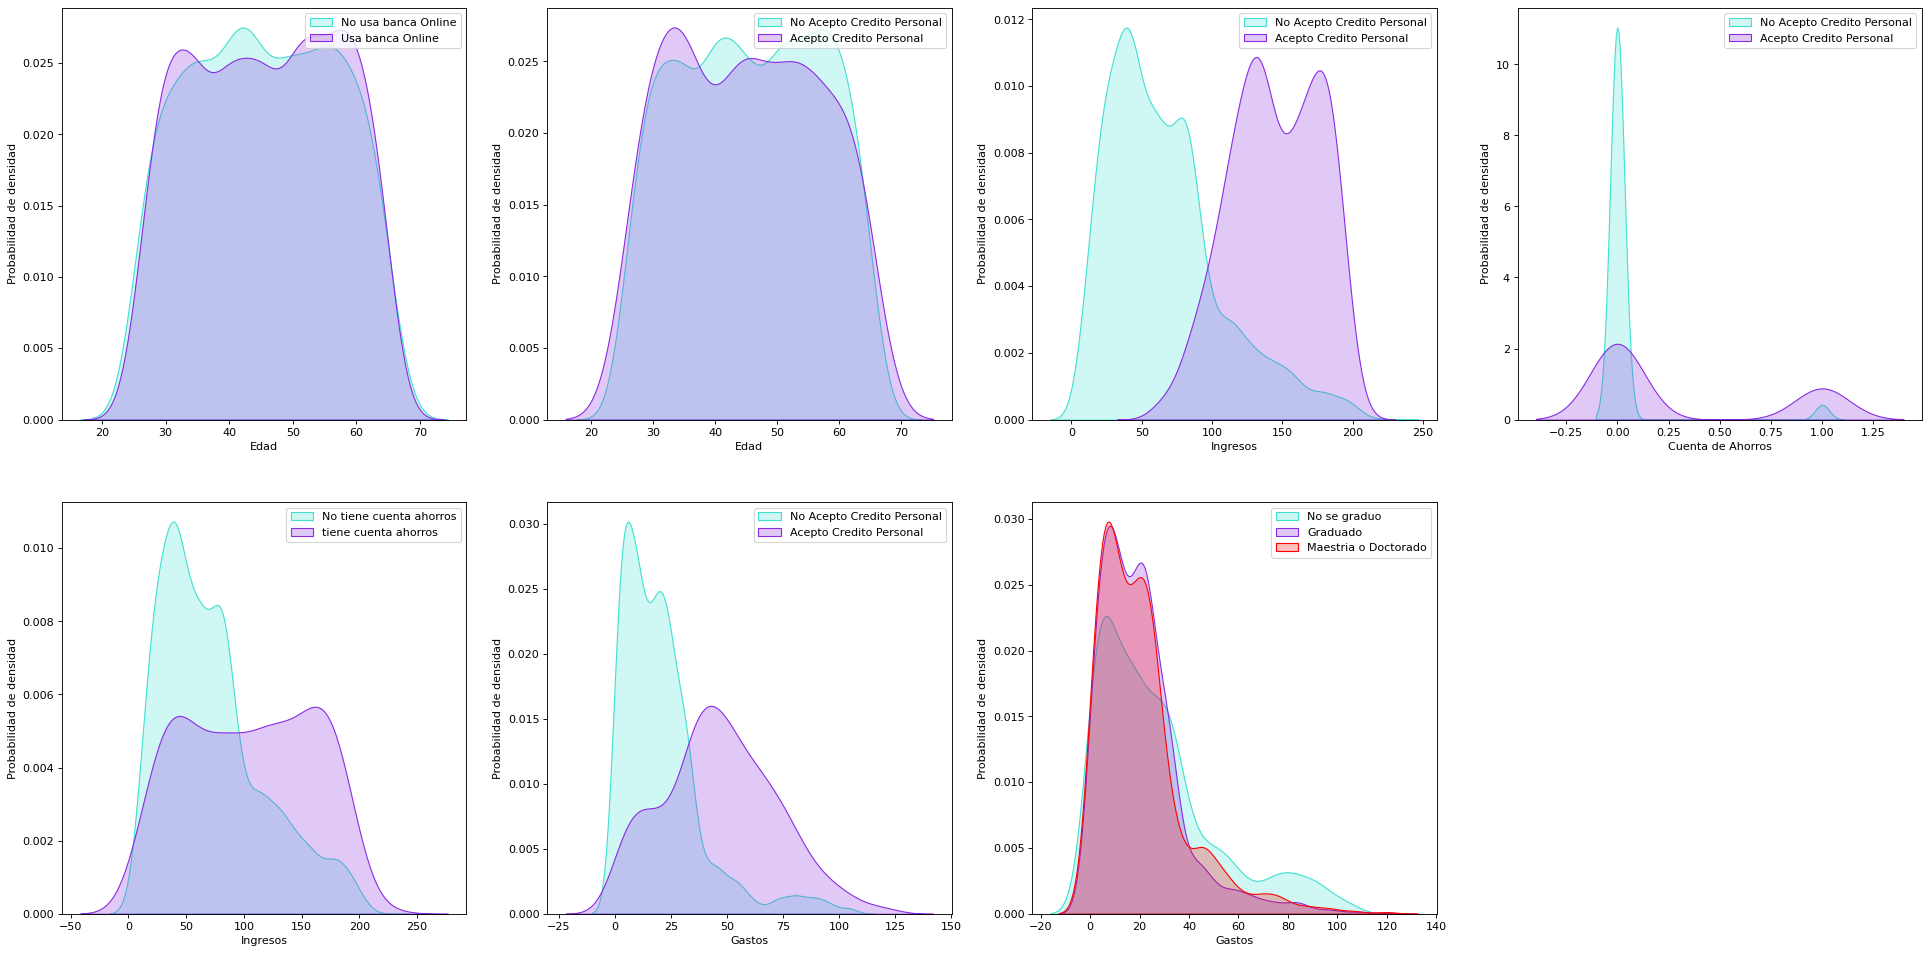 No usa banca Online
Usa banca Online
Probabilidad de densidad
0.025
0.020
0.015
0.010
0.005
0.000
20 30 40 50 60 70
Edad
No Acepto Credito Personal
Acepto Credito Personal
Probabilidad de densidad
0.025
0.020
0.015
0.010
0.005
0.000
20 30 40 50 60 70
Edad
No Acepto Credito Personal
Acepto Credito Personal
Probabilidad de densidad
0.012
0.010
0.008
0.006
0.004
0.002
0.000
0 50 100 150 200 250
Ingresos
No Acepto Credito Personal
Acepto Credito Personal
Probabilidad de densidad
10
8
6
4
2
0
−0.25 0.00 0.25 0.50 0.75 1.00 1.25
Cuenta de Ahorros
No tiene cuenta ahorros
tiene cuenta ahorros
Probabilidad de densidad
0.010
0.008
0.006
0.004
0.002
0.000
−50 0 50 100 150 200 250
Ingresos
No Acepto Credito Personal
Acepto Credito Personal
Probabilidad de densidad
0.030
0.025
0.020
0.015
0.010
0.005
0.000
−25 0 25 50 75 100 125 150
Gastos
No se graduo
Graduado
Maestria o Doctorado
Probabilidad de densidad
0.030
0.025
0.020
0.015
0.010
0.005
0.000
−20 0 20 40 60 80 100 120 140
Gastos